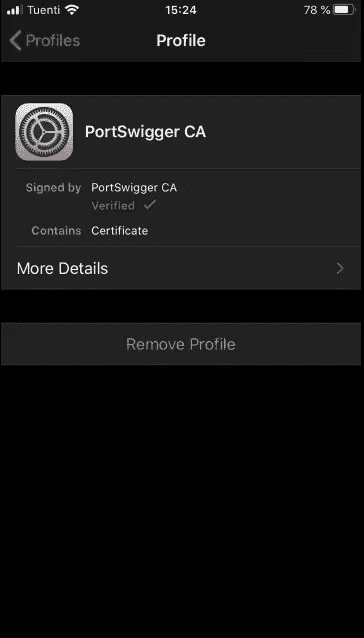 Tuenti 15:24 78 %
Profiles Profile
PortSwigger CA
Signed by PortSwigger CA
Verified
Contains Certificate
More Details
Remove Profile